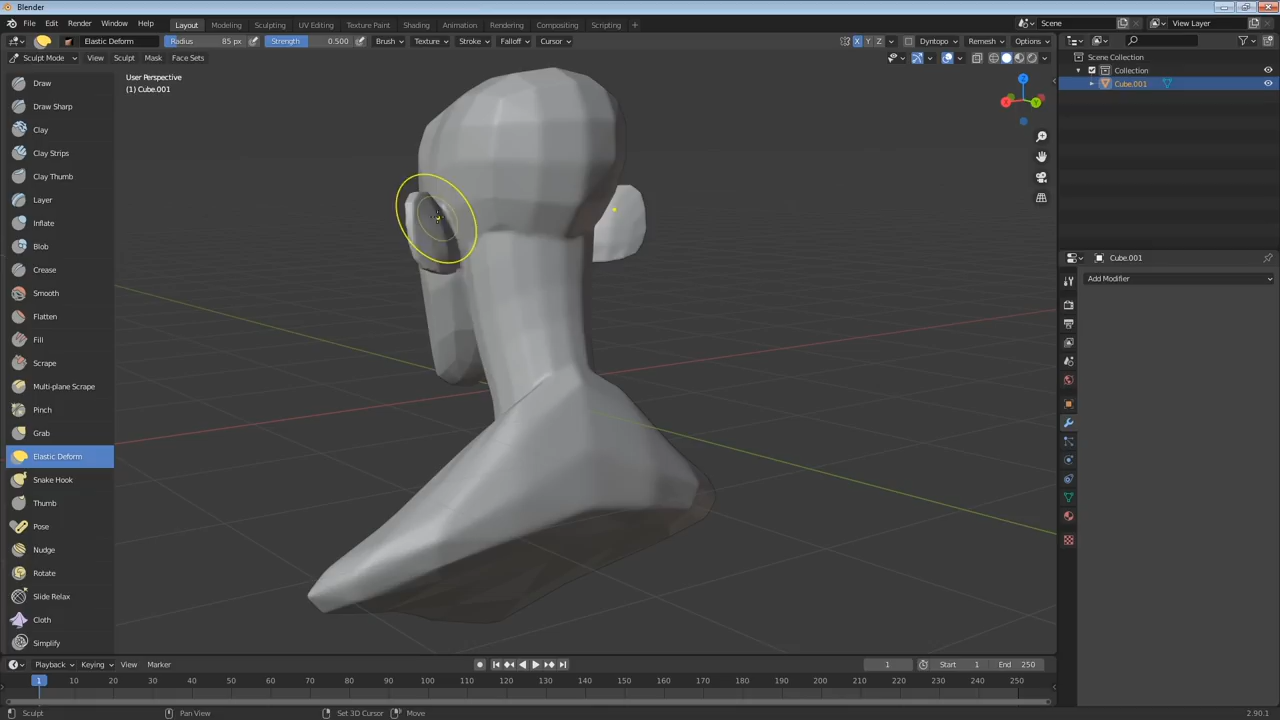 Blender
File Edit Render Window Help Layout Modeling Sculpting UV Editing Texture Paint Shading Animation Rendering Compositing Scripting + Scene View Layer
Elastic Deform Radius 85 px Strength 0.500 Brush Texture Stroke Falloff Cursor X Y Z Dyntopo Remesh Options
Sculpt Mode View Sculpt Mask Face Sets
User Perspective
(1) Cube.001
Draw
Draw Sharp
Clay
Clay Strips
Clay Thumb
Layer
Inflate
Blob
Crease
Smooth
Flatten
Fill
Scrape
Multi-plane Scrape
Pinch
Grab
Elastic Deform
Snake Hook
Thumb
Pose
Nudge
Rotate
Slide Relax
Cloth
Simplify
Z
X Y
Scene Collection
Collection
Cube.001
Cube.001
Add Modifier
Playback Keying View Marker 1 Start 1 End 250
1 10 20 30 40 50 60 70 80 90 100 110 120 130 140 150 160 170 180 190 200 210 220 230 240 250
Sculpt Pan View Set 3D Cursor Move 2.90.1